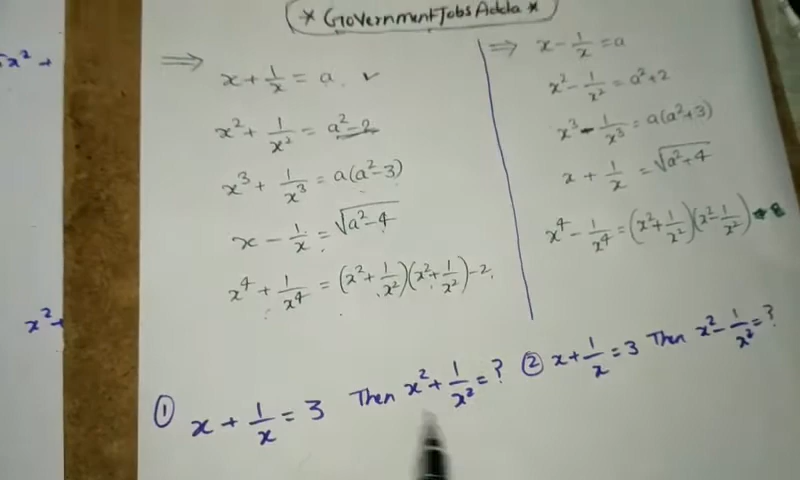 * GovernmentJobsAdda *
⇒ x + 1/x = a ✓
x² + 1/x² = a² - 2
x³ + 1/x³ = a(a² - 3)
x - 1/x = √(a² - 4)
x⁴ + 1/x⁴ = (x² + 1/x²)(x² + 1/x²) - 2
⇒ x - 1/x = a
x² - 1/x² = a² + 2
x³ - 1/x³ = a(a² + 3)
x + 1/x = √(a² + 4)
x⁴ - 1/x⁴ = (x² + 1/x²)(x² - 1/x²)
① x + 1/x = 3 Then x² + 1/x² = ?
② x + 1/x = 3 Then x² - 1/x² = ?
x² +
x² +